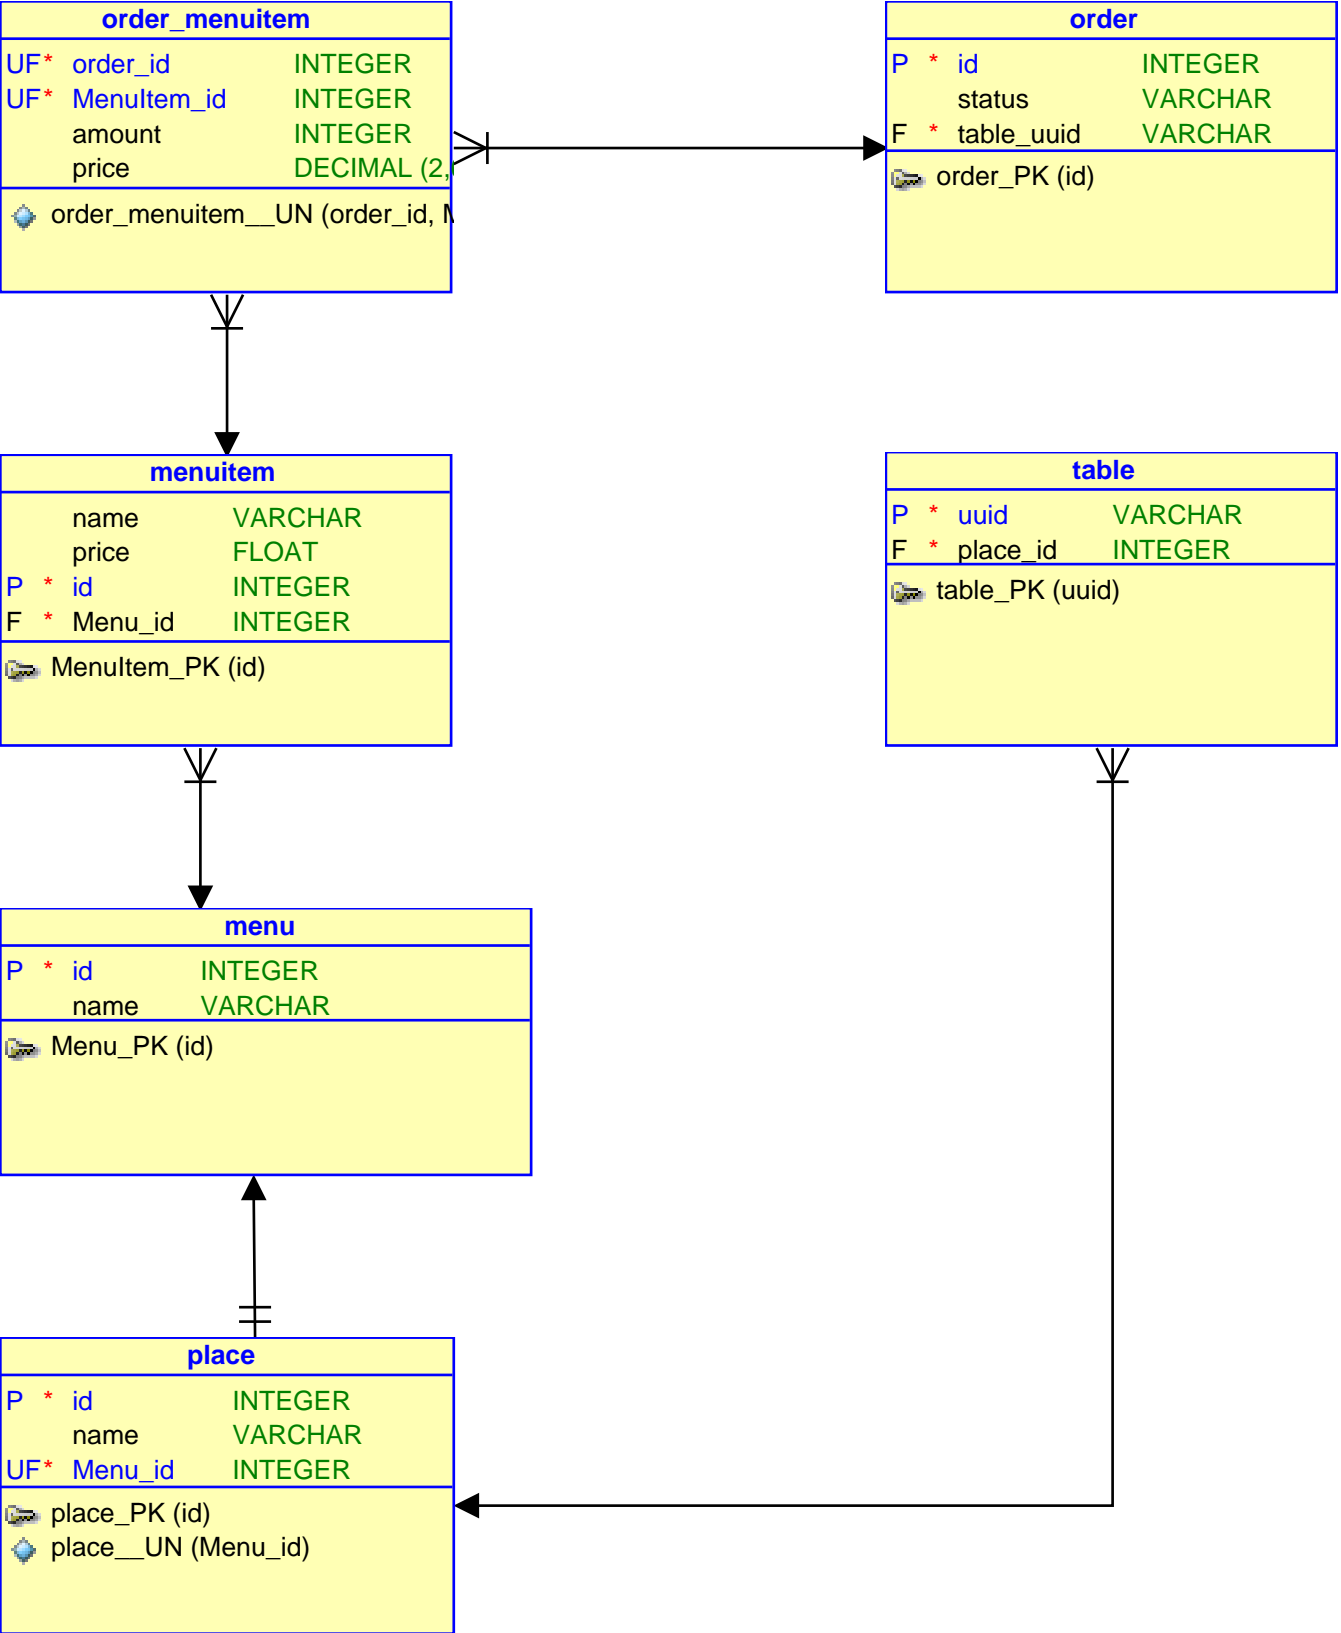 order_menuitem
UF* order_id INTEGER
UF* MenuItem_id INTEGER
amount INTEGER
price DECIMAL (2,
order_menuitem__UN (order_id,
order
P * id INTEGER
status VARCHAR
F * table_uuid VARCHAR
order_PK (id)
menuitem
name VARCHAR
price FLOAT
P * id INTEGER
F * Menu_id INTEGER
MenuItem_PK (id)
table
P * uuid VARCHAR
F * place_id INTEGER
table_PK (uuid)
menu
P * id INTEGER
name VARCHAR
Menu_PK (id)
place
P * id INTEGER
name VARCHAR
UF* Menu_id INTEGER
place_PK (id)
place__UN (Menu_id)